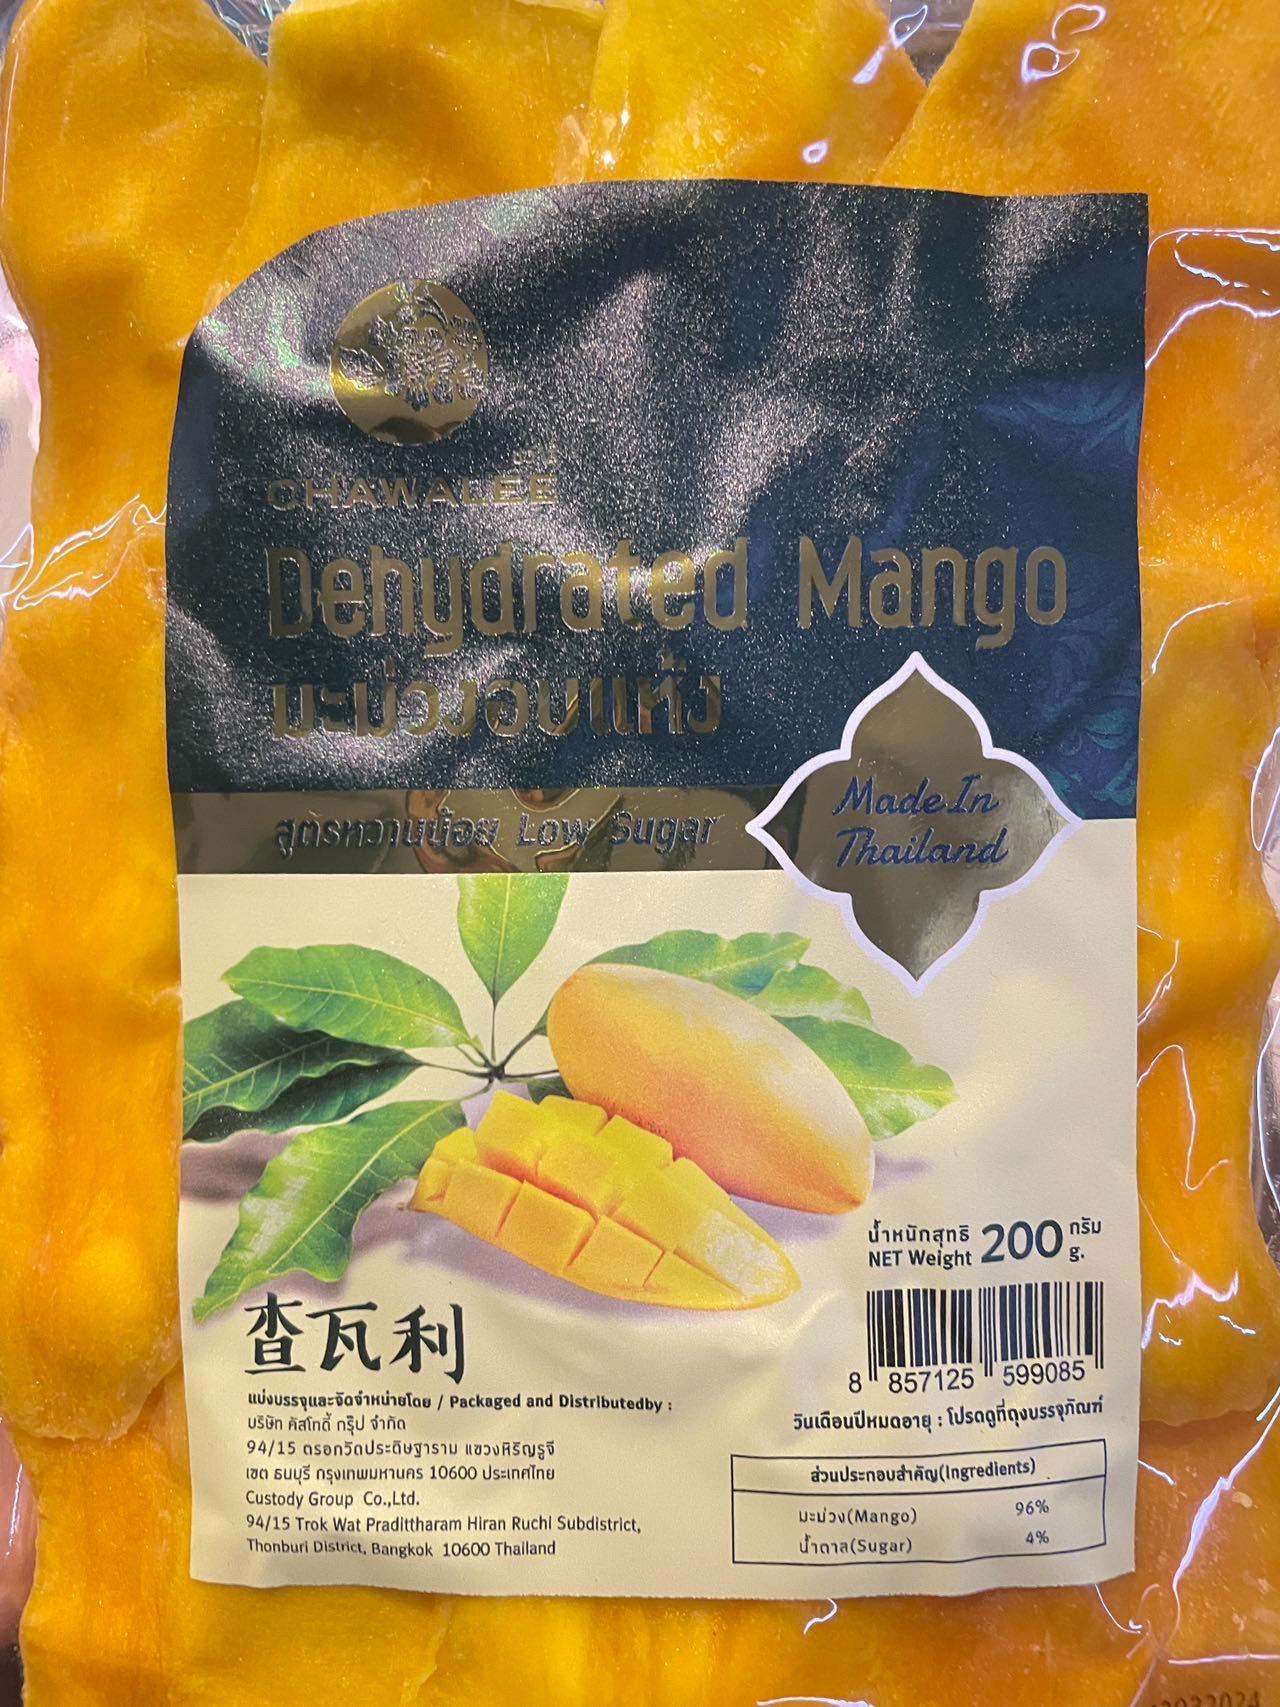 CHAWALEE
Dehydrated Mango
มะม่วงอบแห้ง
สูตรหวานน้อย Low Sugar
Made In
Thailand
น้ำหนักสุทธิ 200 กรัม
NET Weight g.
8 857125 599085
查瓦利
แบ่งบรรจุและจัดจำหน่ายโดย / Packaged and Distributedby :
บริษัท คัสโทดี้ กรุ๊ป จำกัด
94/15 ตรอกวัดประดิษฐาราม แขวงหิรัญรูจี
เขต ธนบุรี กรุงเทพมหานคร 10600 ประเทศไทย
Custody Group Co.,Ltd.
94/15 Trok Wat Pradittharam Hiran Ruchi Subdistrict,
Thonburi District, Bangkok 10600 Thailand
วันเดือนปีหมดอายุ : โปรดดูที่ถุงบรรจุภัณฑ์
ส่วนประกอบสำคัญ(Ingredients)
มะม่วง(Mango) 96%
น้ำตาล(Sugar) 4%